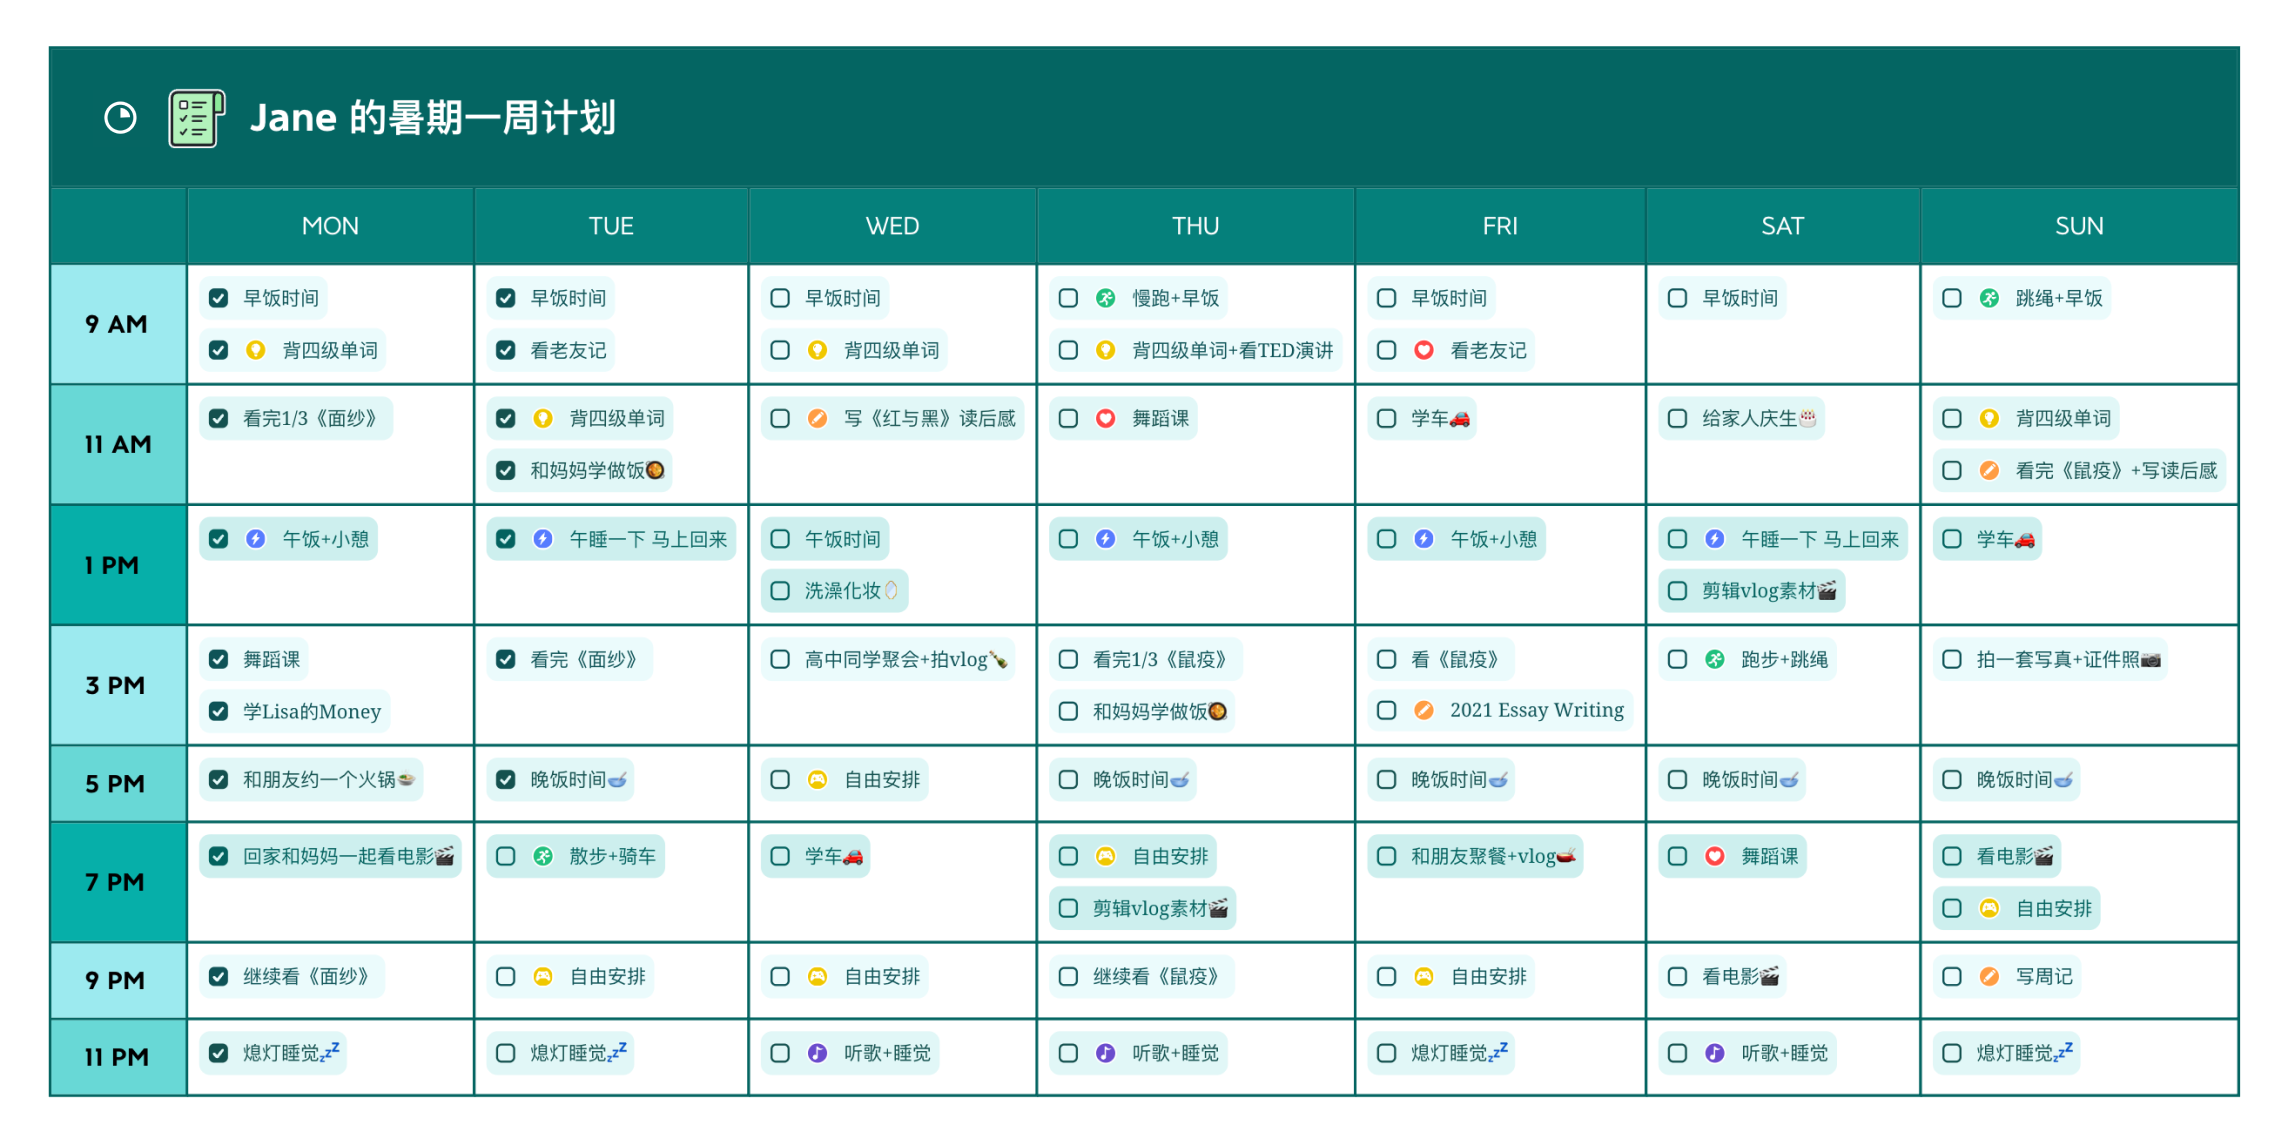 Jane 的暑期一周计划
MON TUE WED THU FRI SAT SUN
9 AM
早饭时间
背四级单词
早饭时间
看老友记
早饭时间
背四级单词
慢跑+早饭
背四级单词+看TED演讲
早饭时间
看老友记
早饭时间
跳绳+早饭
11 AM
看完1/3《面纱》
背四级单词
和妈妈学做饭🥘
写《红与黑》读后感
舞蹈课
学车🚗
给家人庆生🎂
背四级单词
看完《鼠疫》+写读后感
1 PM
午饭+小憩
午睡一下 马上回来
午饭时间
洗澡化妆🪞
午饭+小憩
午饭+小憩
午睡一下 马上回来
剪辑vlog素材🎬
学车🚗
3 PM
舞蹈课
学Lisa的Money
看完《面纱》
高中同学聚会+拍vlog🍾
看完1/3《鼠疫》
和妈妈学做饭🥘
看《鼠疫》
2021 Essay Writing
跑步+跳绳
拍一套写真+证件照📷
5 PM
和朋友约一个火锅🍲
晚饭时间🥣
自由安排
晚饭时间🥣
晚饭时间🥣
晚饭时间🥣
晚饭时间🥣
7 PM
回家和妈妈一起看电影🎬
散步+骑车
学车🚗
自由安排
剪辑vlog素材🎬
和朋友聚餐+vlog🫕
舞蹈课
看电影🎬
自由安排
9 PM
继续看《面纱》
自由安排
自由安排
继续看《鼠疫》
自由安排
看电影🎬
写周记
11 PM
熄灯睡觉💤
熄灯睡觉💤
听歌+睡觉
听歌+睡觉
熄灯睡觉💤
听歌+睡觉
熄灯睡觉💤